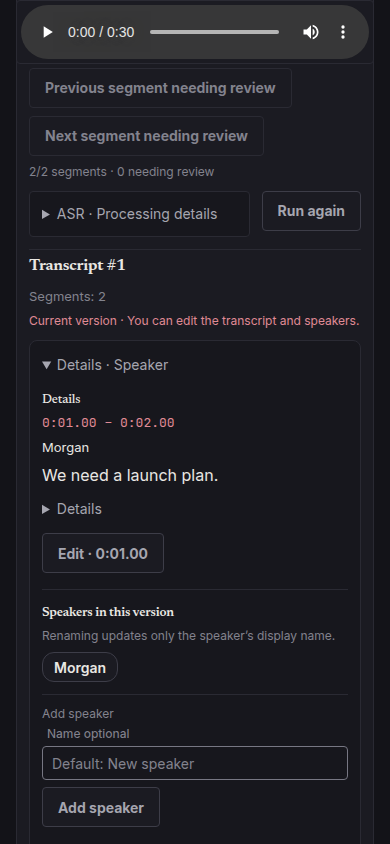 0:00 / 0:30
Previous segment needing review
Next segment needing review
2/2 segments · 0 needing review
ASR · Processing details
Run again
Transcript #1
Segments: 2
Current version · You can edit the transcript and speakers.
Details · Speaker
Details
0:01.00 – 0:02.00
Morgan
We need a launch plan.
Details
Edit · 0:01.00
Speakers in this version
Renaming updates only the speaker’s display name.
Morgan
Add speaker
Name optional
Default: New speaker
Add speaker